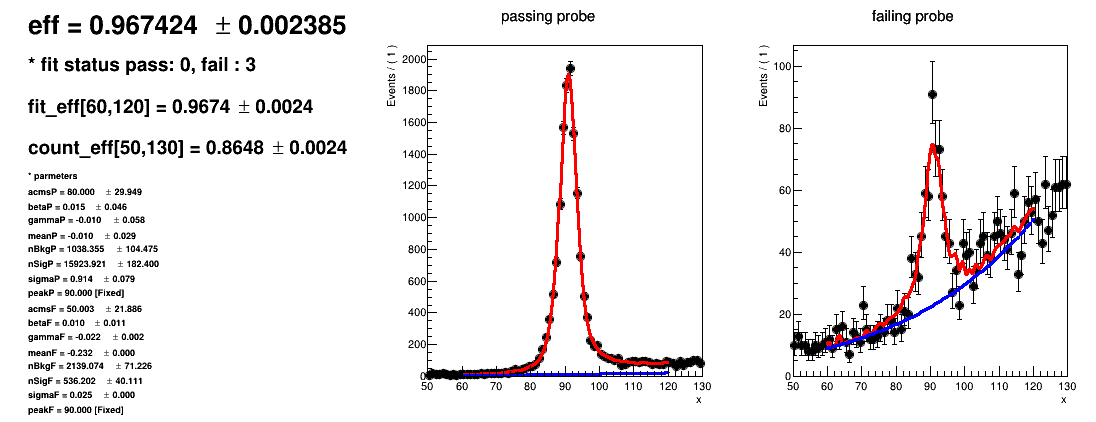 eff = 0.967424 ± 0.002385
* fit status pass: 0, fail : 3
fit_eff[60,120] = 0.9674 ± 0.0024
count_eff[50,130] = 0.8648 ± 0.0024
* parmeters
acmsP = 80.000 ± 29.949
betaP = 0.015 ± 0.046
gammaP = -0.010 ± 0.058
meanP = -0.010 ± 0.029
nBkgP = 1038.355 ± 104.475
nSigP = 15923.921 ± 182.400
sigmaP = 0.914 ± 0.079
peakP = 90.000 [Fixed]
acmsF = 50.003 ± 21.886
betaF = 0.010 ± 0.011
gammaF = -0.022 ± 0.002
meanF = -0.232 ± 0.000
nBkgF = 2139.074 ± 71.226
nSigF = 536.202 ± 40.111
sigmaF = 0.025 ± 0.000
peakF = 90.000 [Fixed]
passing probe
Events / ( 1 )
2000
1800
1600
1400
1200
1000
800
600
400
200
0
50 60 70 80 90 100 110 120 130
x
failing probe
Events / ( 1 )
100
80
60
40
20
0
50 60 70 80 90 100 110 120 130
x